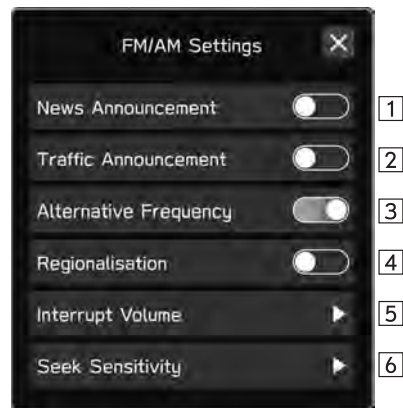 FM/AM Settings
News Announcement 1
Traffic Announcement 2
Alternative Frequency 3
Regionalisation 4
Interrupt Volume 5
Seek Sensitivity 6